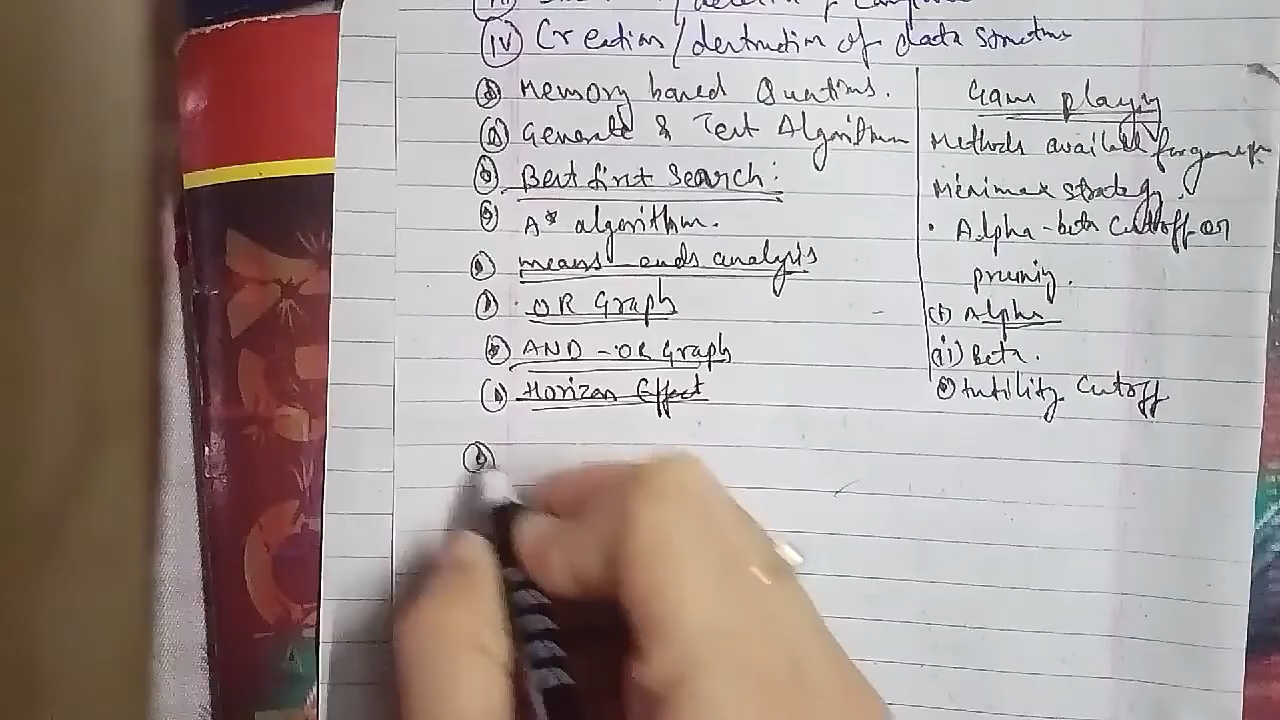 (iv) Creation/destruction of data structure
Memory based Quations.
Generate & Test Algorithm
Best first Search:
A* algorithm.
means-ends analysis
OR Graph
AND-OR Graph
Horizon Effect
Game playing
Methods available for
Minimax strategy
• Alpha-beta cutoff or
pruning.
(i) Alpha
(ii) Beta.
futility cutoff